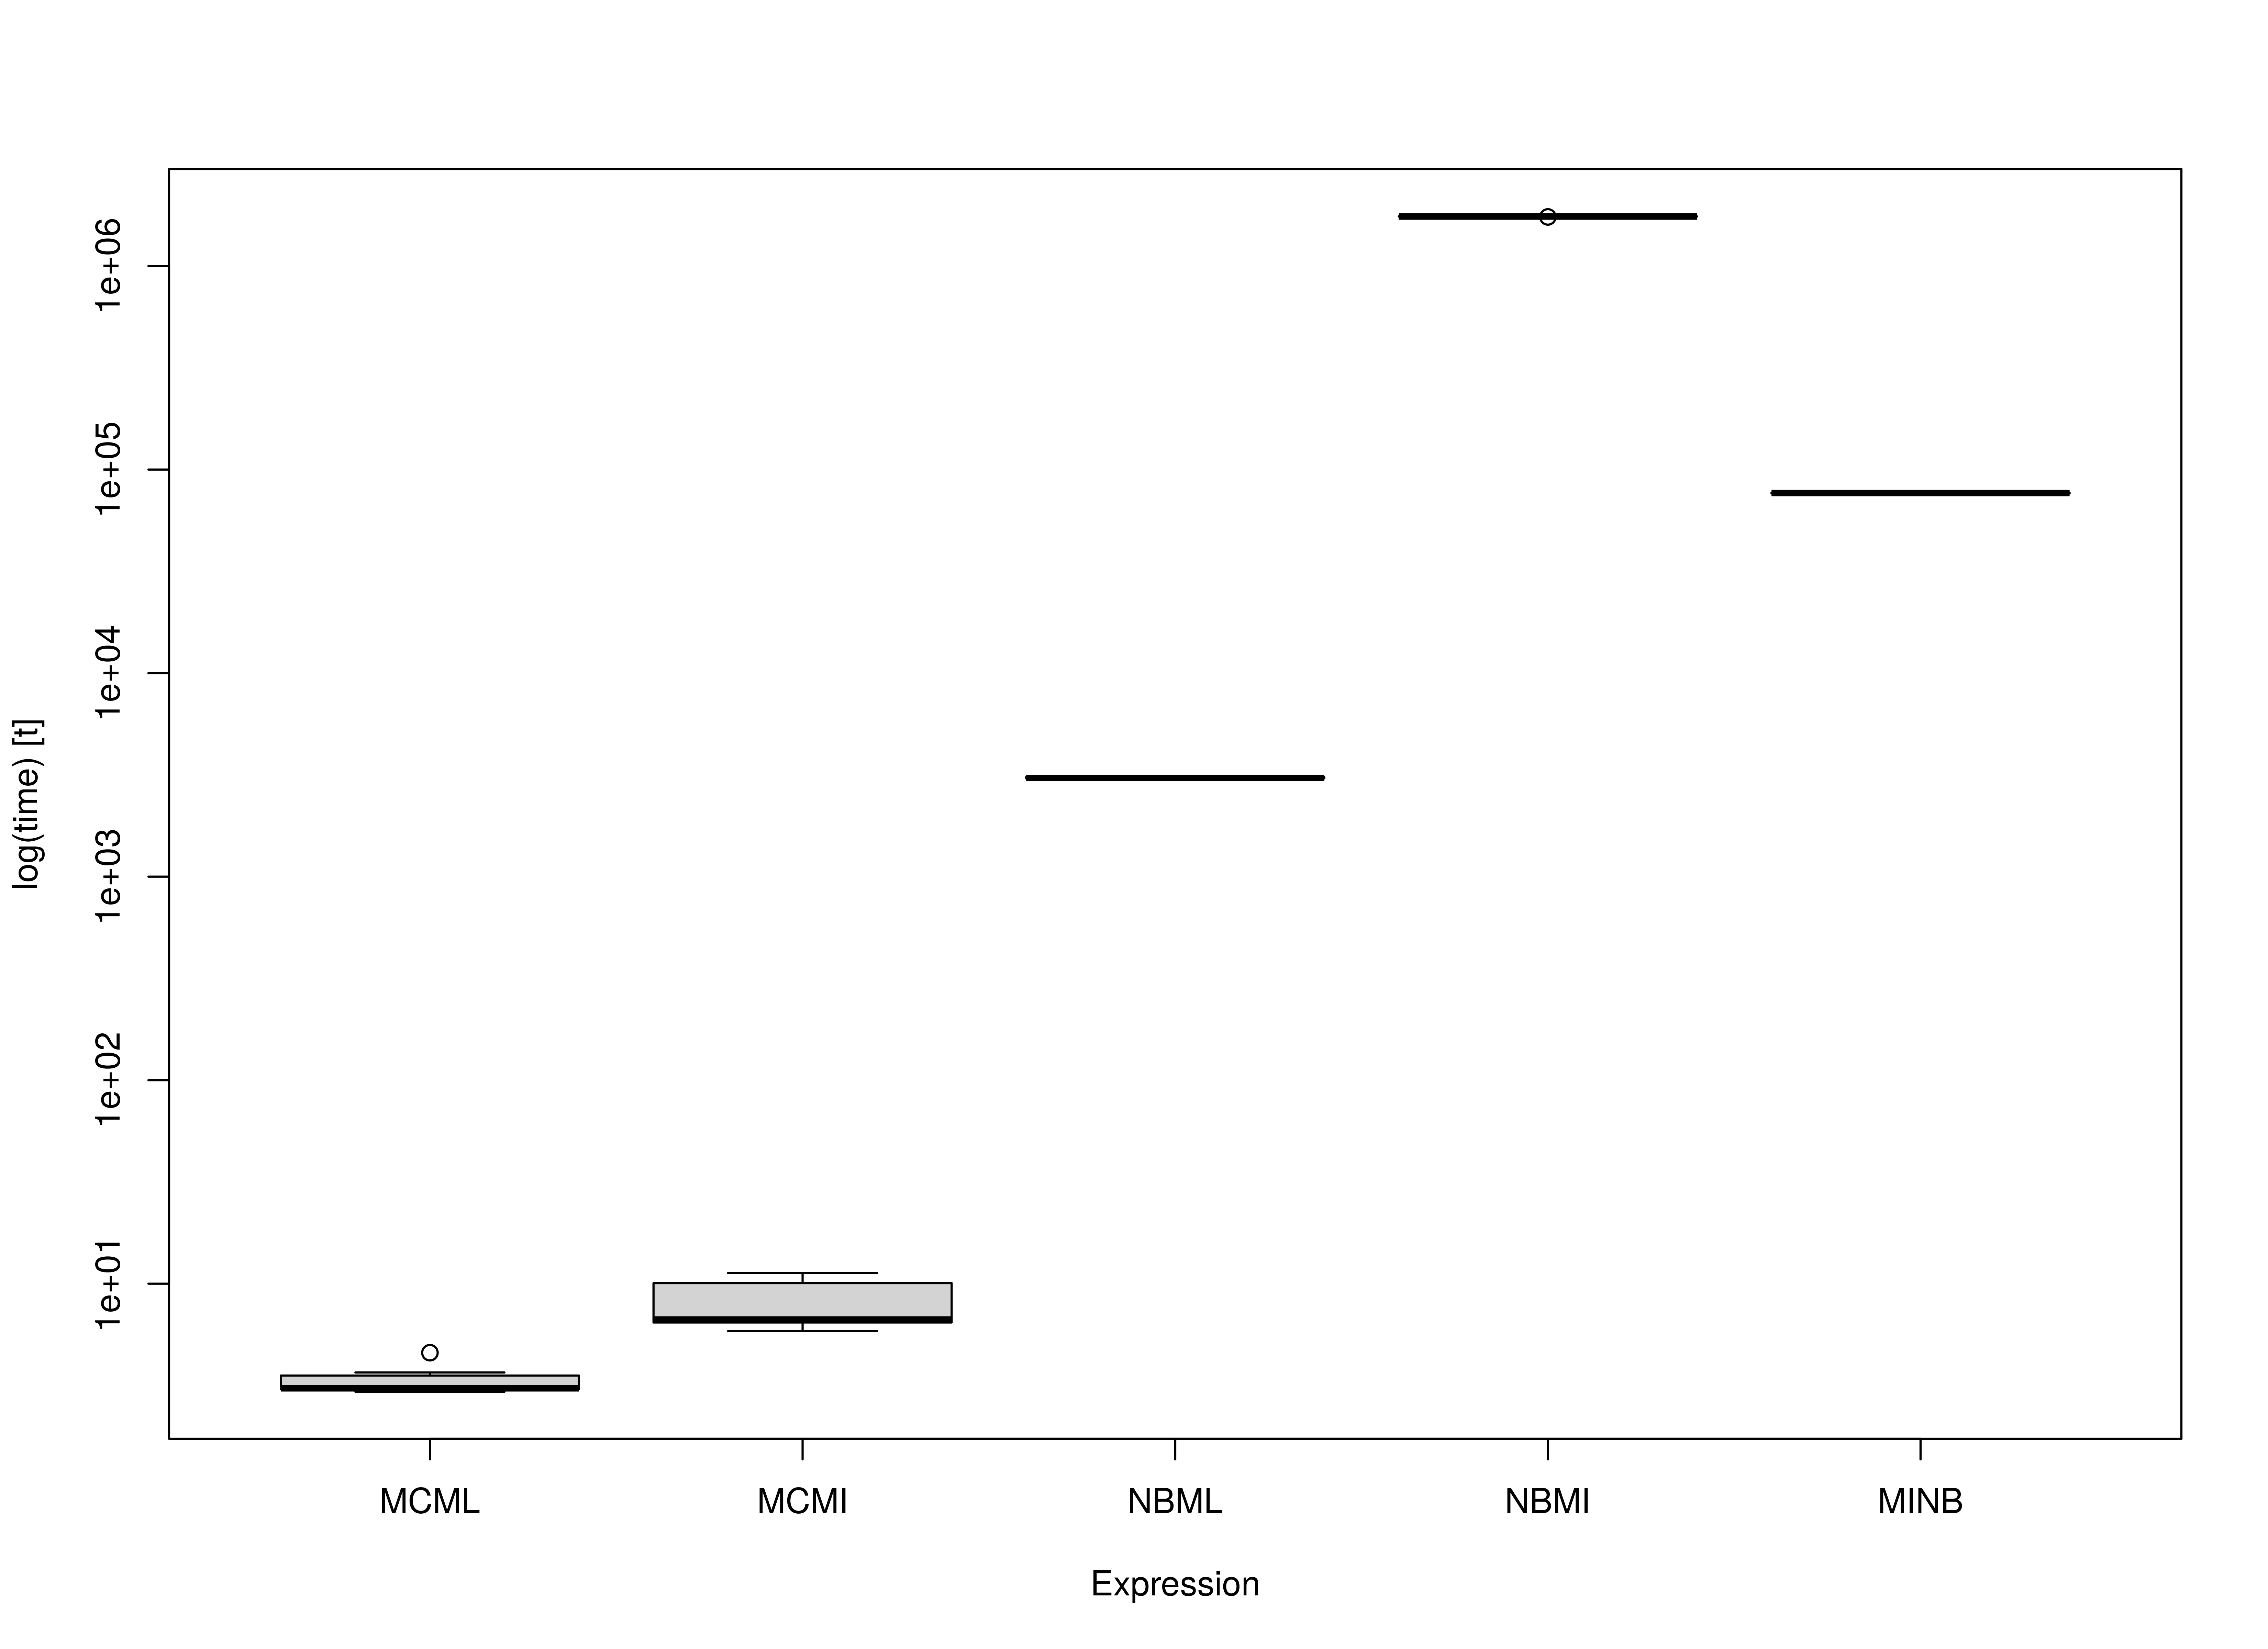 log(time) [t]
1e+06
1e+05
1e+04
1e+03
1e+02
1e+01
MCML MCMI NBML NBMI MINB
Expression